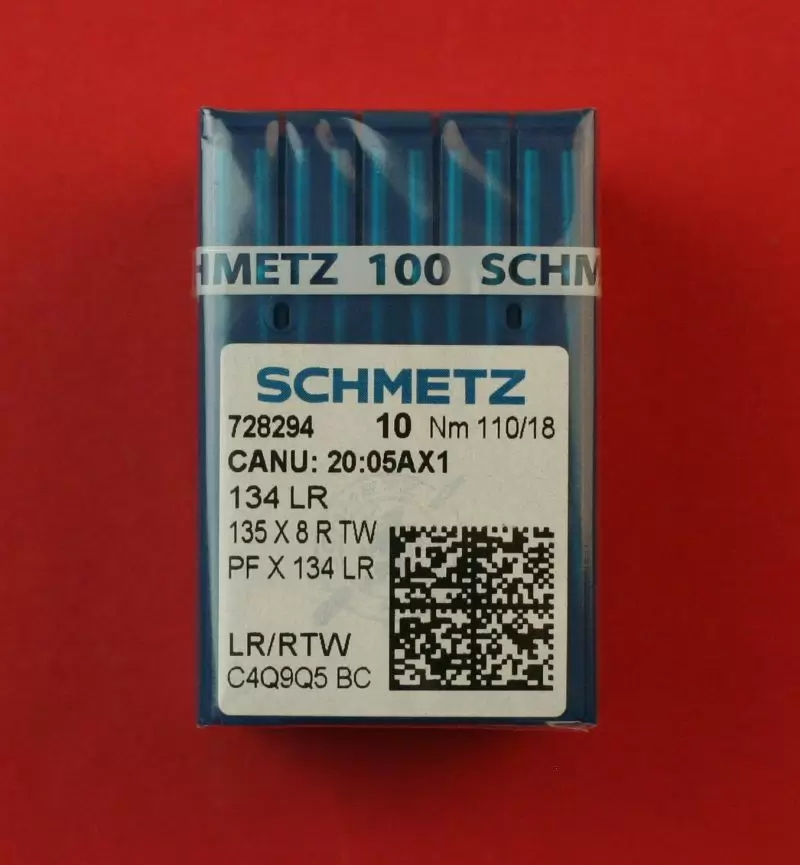 HMETZ 100 SCHM
SCHMETZ
728294 10 Nm 110/18
CANU: 20:05AX1
134 LR
135 X 8 R TW
PF X 134 LR
LR/RTW
C4Q9Q5 BC